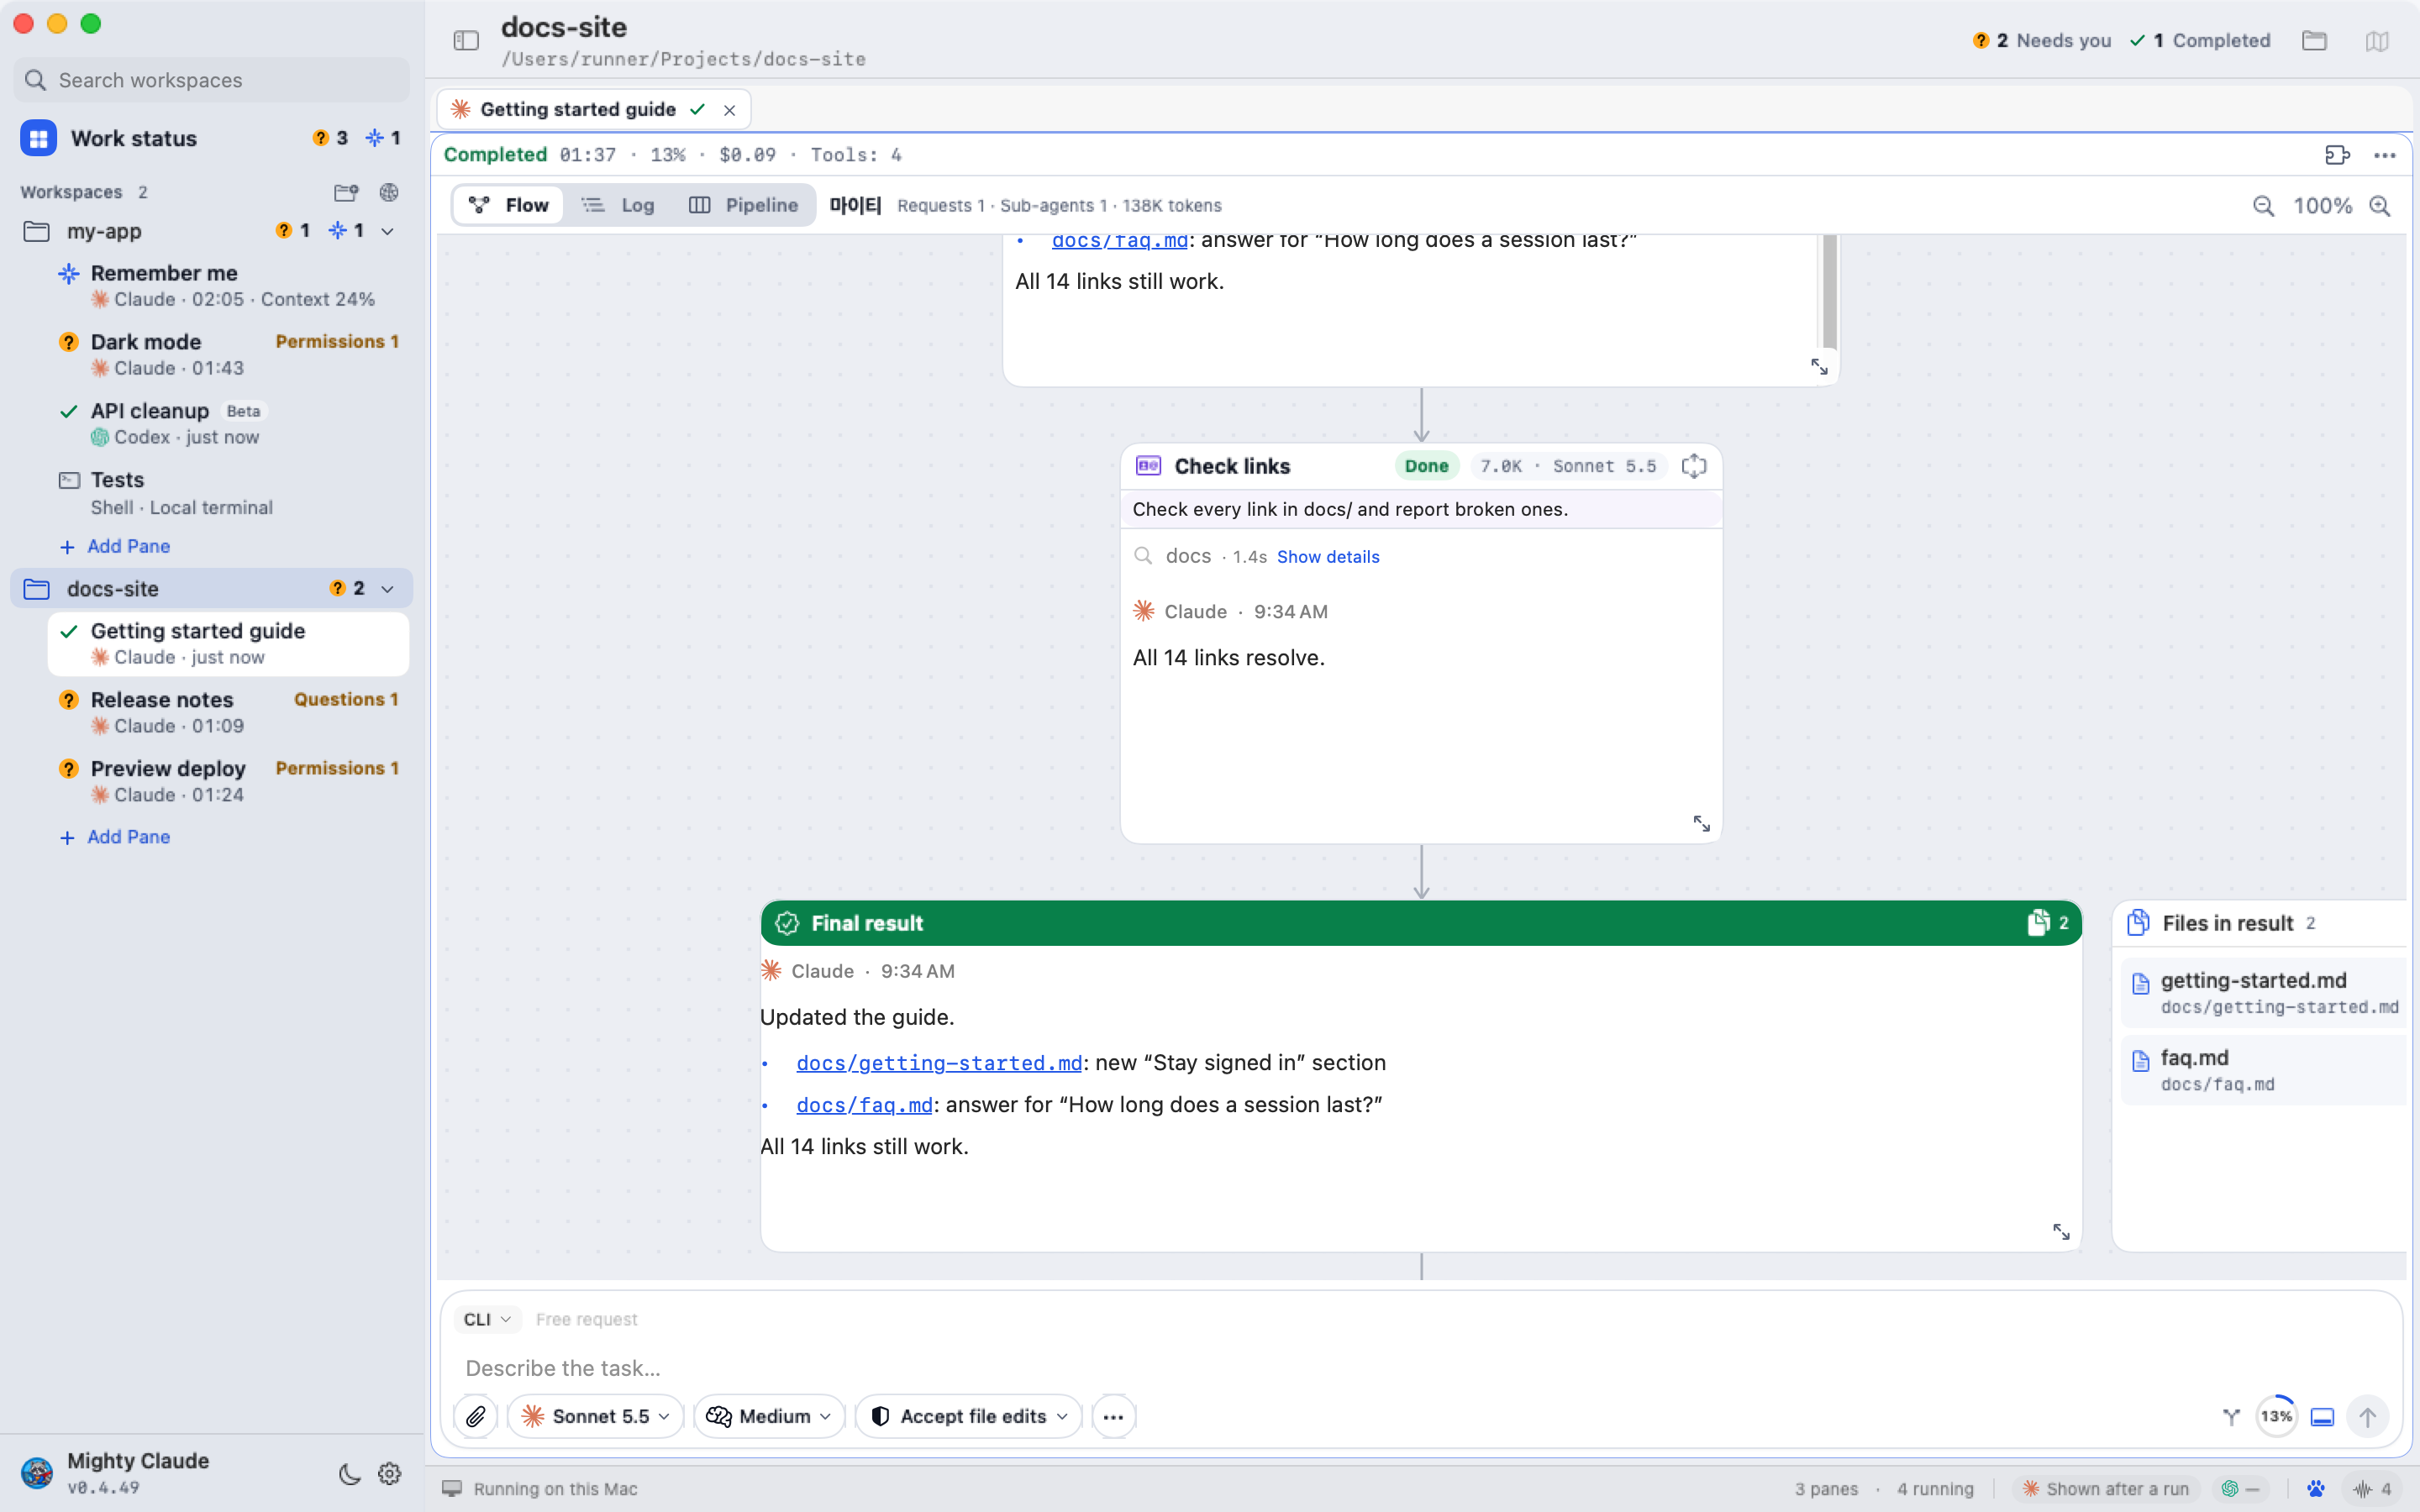 docs-site
/Users/runner/Projects/docs-site
2 Needs you
1 Completed
Search workspaces
Work status
3
1
Workspaces 2
my-app
1
1
Remember me
Claude · 02:05 · Context 24%
Dark mode
Permissions 1
Claude · 01:43
API cleanup Beta
Codex · just now
Tests
Shell · Local terminal
+ Add Pane
docs-site
2
Getting started guide
Claude · just now
Release notes
Questions 1
Claude · 01:09
Preview deploy
Permissions 1
Claude · 01:24
+ Add Pane
Mighty Claude
v0.4.49
Getting started guide
Completed 01:37 · 13% · $0.09 · Tools: 4
Flow
Log
Pipeline
마이티
Requests 1 · Sub-agents 1 · 138K tokens
100%
• docs/faq.md: answer for “How long does a session last?”
All 14 links still work.
Check links
Done
7.0K · Sonnet 5.5
Check every link in docs/ and report broken ones.
docs · 1.4s Show details
Claude · 9:34 AM
All 14 links resolve.
Final result
2
Claude · 9:34 AM
Updated the guide.
• docs/getting-started.md: new “Stay signed in” section
• docs/faq.md: answer for “How long does a session last?”
All 14 links still work.
Files in result 2
getting-started.md
docs/getting-started.md
faq.md
docs/faq.md
CLI
Free request
Describe the task...
Sonnet 5.5
Medium
Accept file edits
13%
Running on this Mac
3 panes · 4 running
Shown after a run
—
4